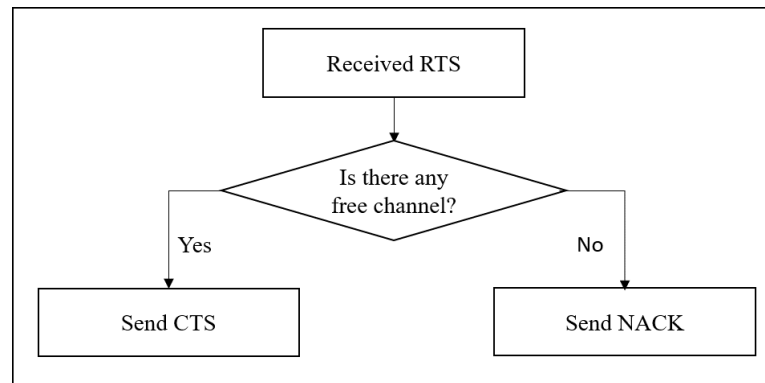 Received RTS
Is there any
free channel?
Yes
No
Send CTS
Send NACK